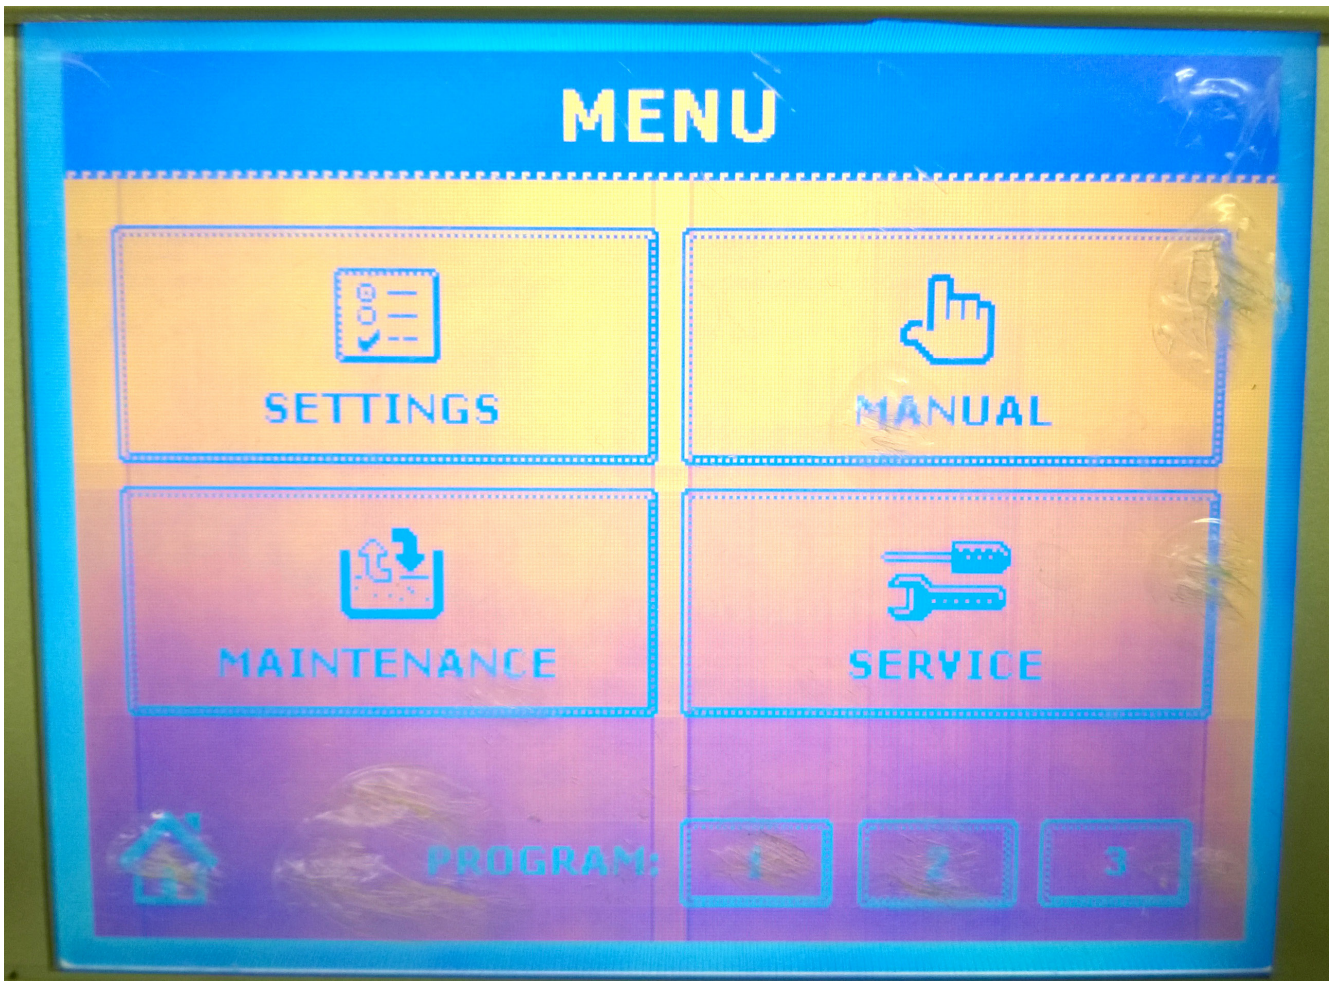 MENU
SETTINGS
MANUAL
MAINTENANCE
SERVICE
PROGRAM: 1 2 3